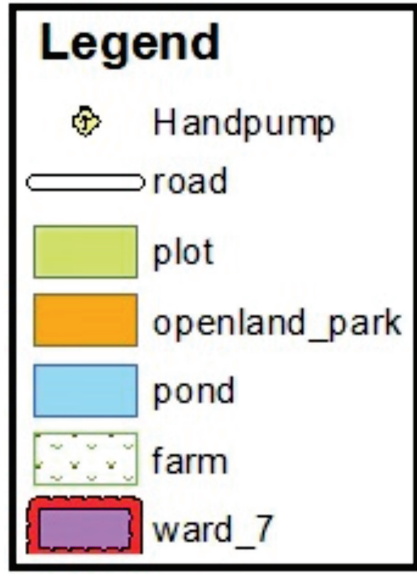 Legend
Handpump
road
plot
openland_park
pond
farm
ward_7